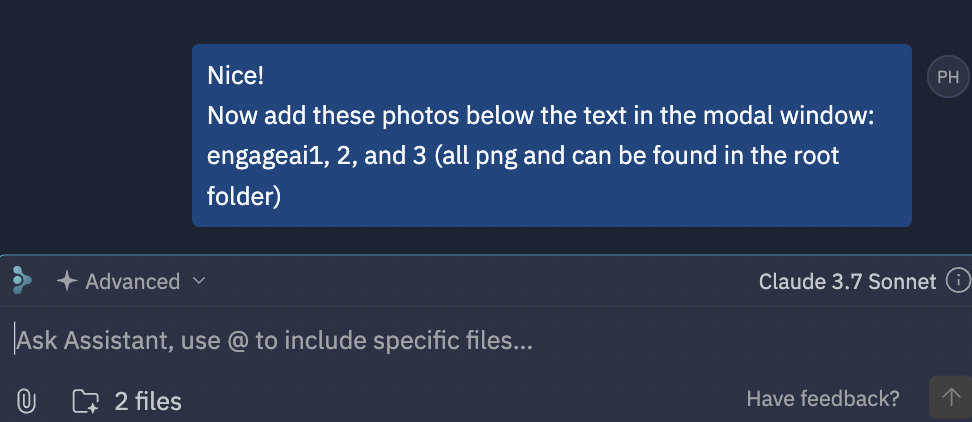 Nice!
PH
Now add these photos below the text in the modal window:
engageai1, 2, and 3 (all png and can be found in the root
folder)
Advanced
Claude 3.7 Sonnet
Ask Assistant, use @ to include specific files...
2 files
Have feedback?